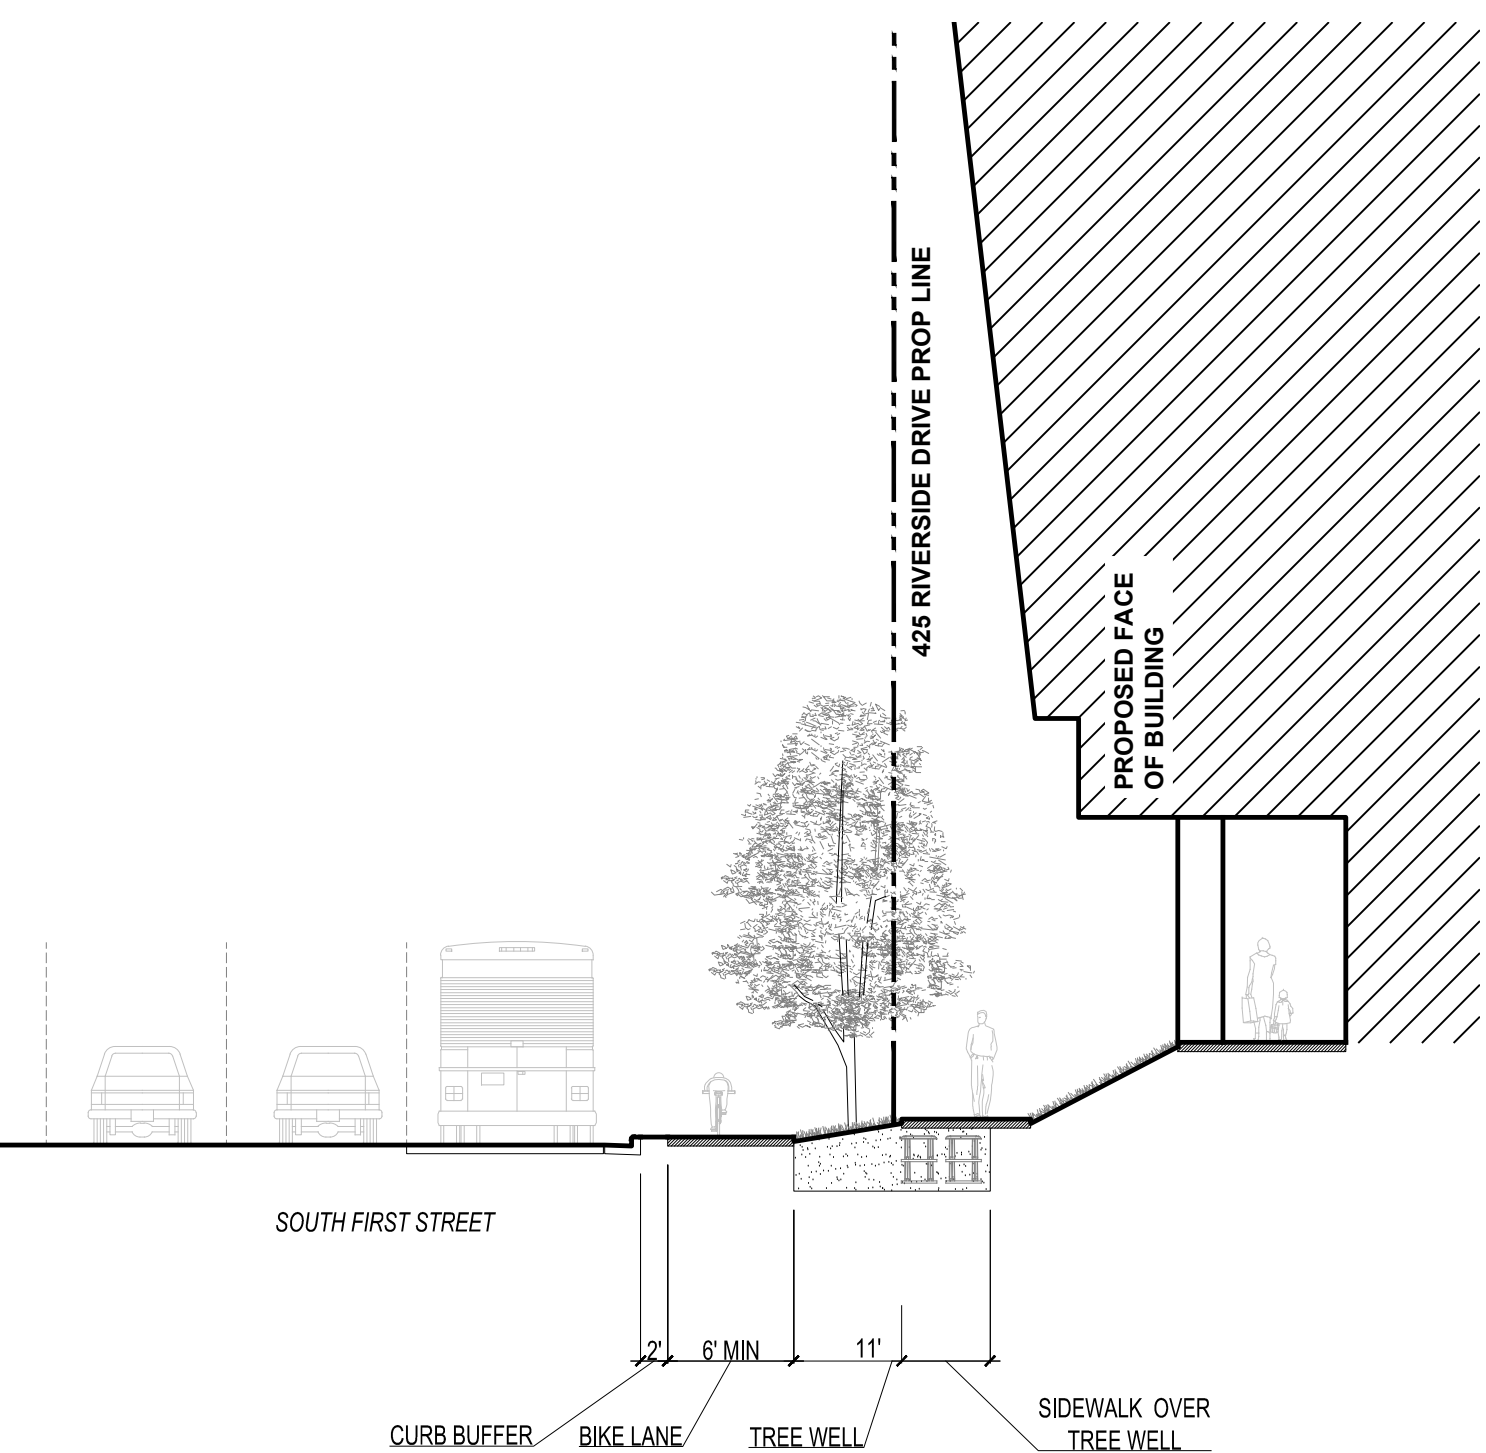 425 RIVERSIDE DRIVE PROP LINE
PROPOSED FACE
OF BUILDING
SOUTH FIRST STREET
2'
6' MIN
11'
CURB BUFFER
BIKE LANE
TREE WELL
SIDEWALK OVER
TREE WELL